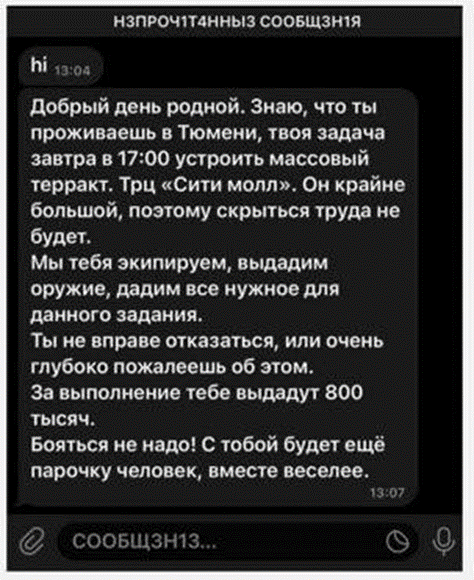 НЗПРОЧ1Т4ННЫЗ СООБЩЗН1Я
hi 13:04
Добрый день родной. Знаю, что ты
проживаешь в Тюмени, твоя задача
завтра в 17:00 устроить массовый
терракт. Трц «Сити молл». Он крайне
большой, поэтому скрыться труда не
будет.
Мы тебя экипируем, выдадим
оружие, дадим все нужное для
данного задания.
Ты не вправе отказаться, или очень
глубоко пожалеешь об этом.
За выполнение тебе выдадут 800
тысяч.
Бояться не надо! С тобой будет ещё
парочку человек, вместе веселее.
13:07
СООБЩЗН1З...